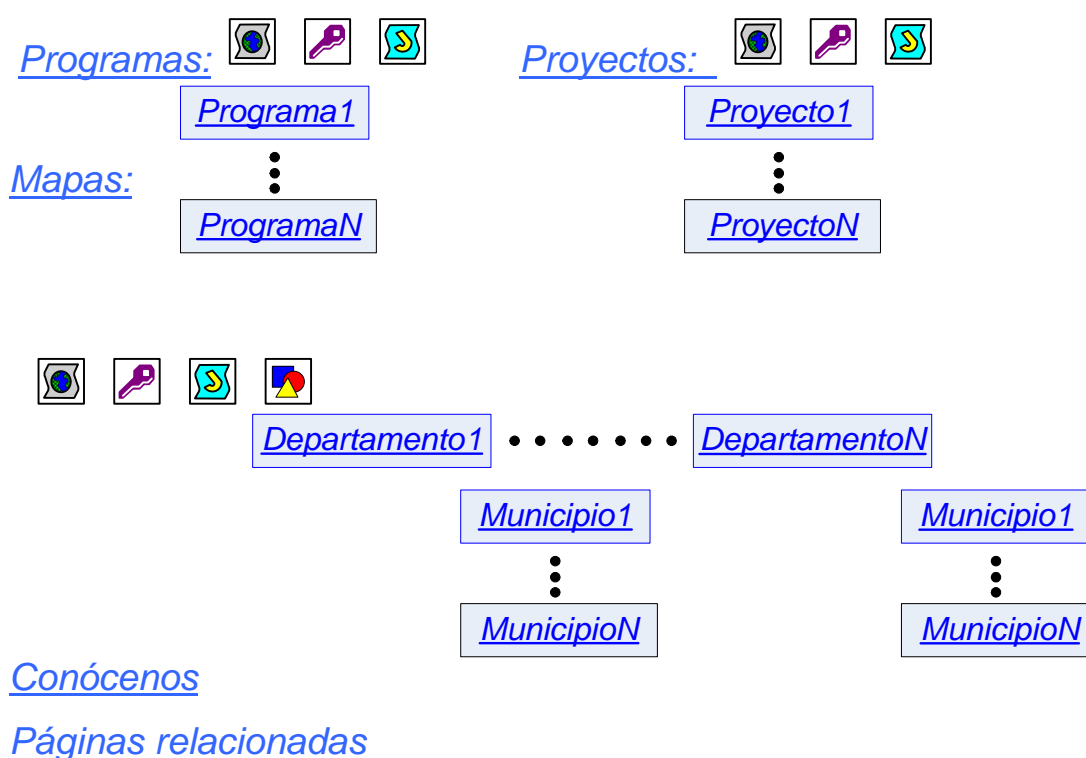 Programas:
Proyectos:
Programa1
Proyecto1
Mapas:
ProgramaN
ProyectoN
Departamento1
DepartamentoN
Municipio1
Municipio1
MunicipioN
MunicipioN
Conócenos
Páginas relacionadas